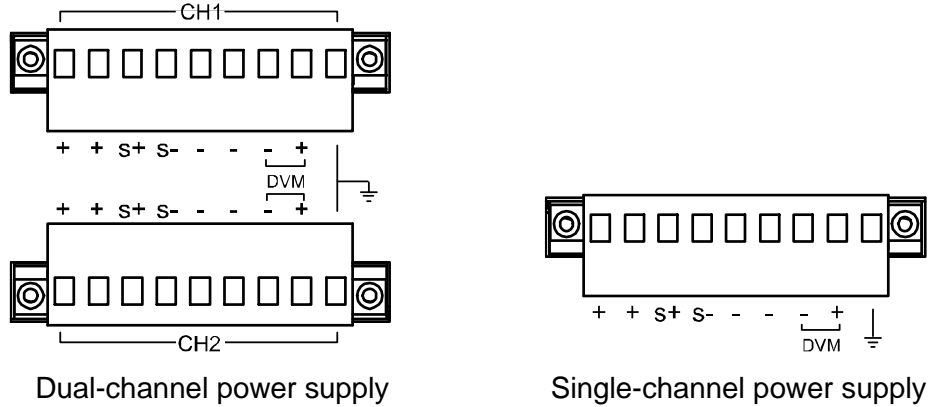 CH1
+ + S+ S- - - - +
DVM
+ + S+ S- - - - +
CH2
Dual-channel power supply
+ + S+ S- - - - +
DVM
Single-channel power supply